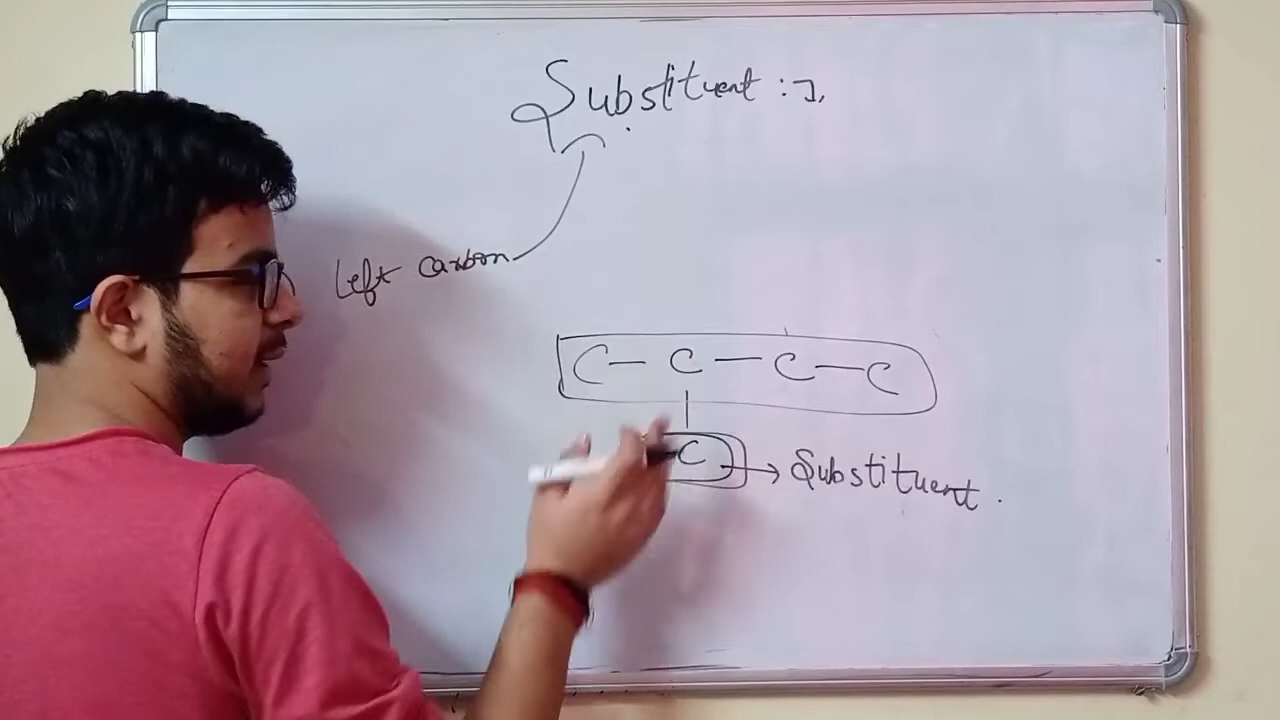 Substituent :-],
left carbon
C — C — C — C
|
C → Substituent.